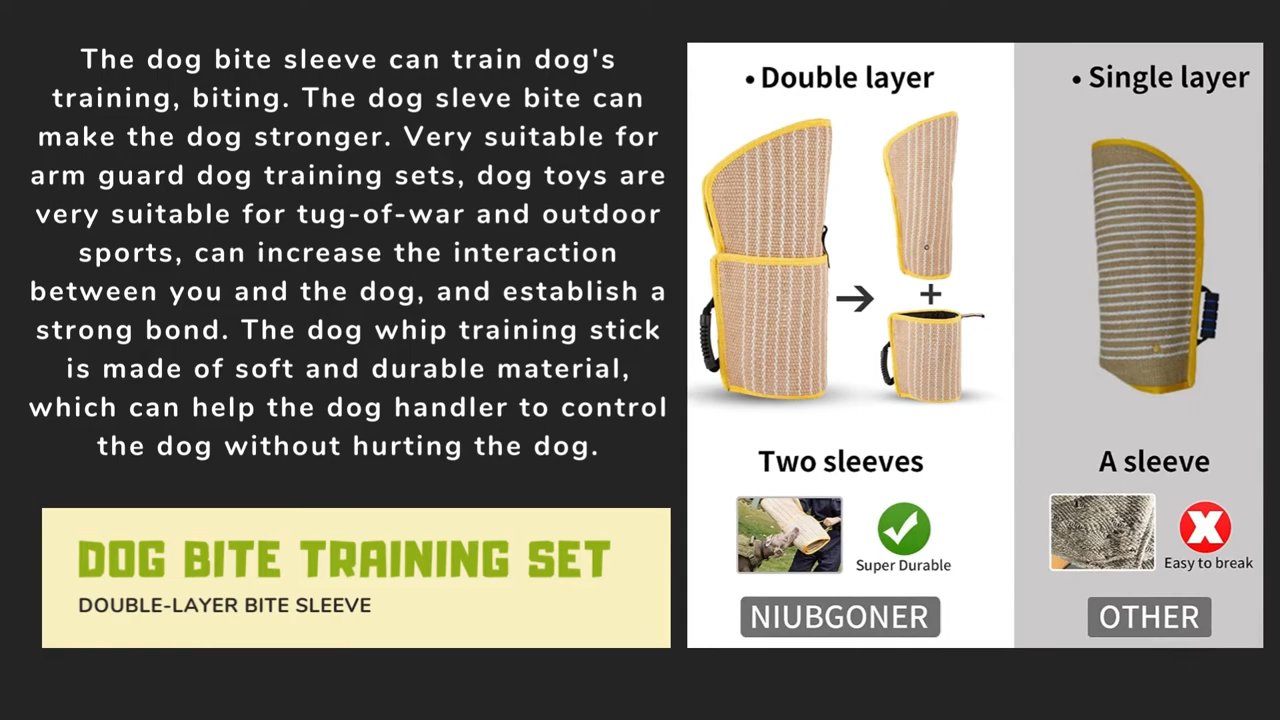 The dog bite sleeve can train dog's
training, biting. The dog sleve bite can
make the dog stronger. Very suitable for
arm guard dog training sets, dog toys are
very suitable for tug-of-war and outdoor
sports, can increase the interaction
between you and the dog, and establish a
strong bond. The dog whip training stick
is made of soft and durable material,
which can help the dog handler to control
the dog without hurting the dog.
DOG BITE TRAINING SET
DOUBLE-LAYER BITE SLEEVE
• Double layer
+
Two sleeves
Super Durable
NIUBGONER
• Single layer
A sleeve
X
Easy to break
OTHER